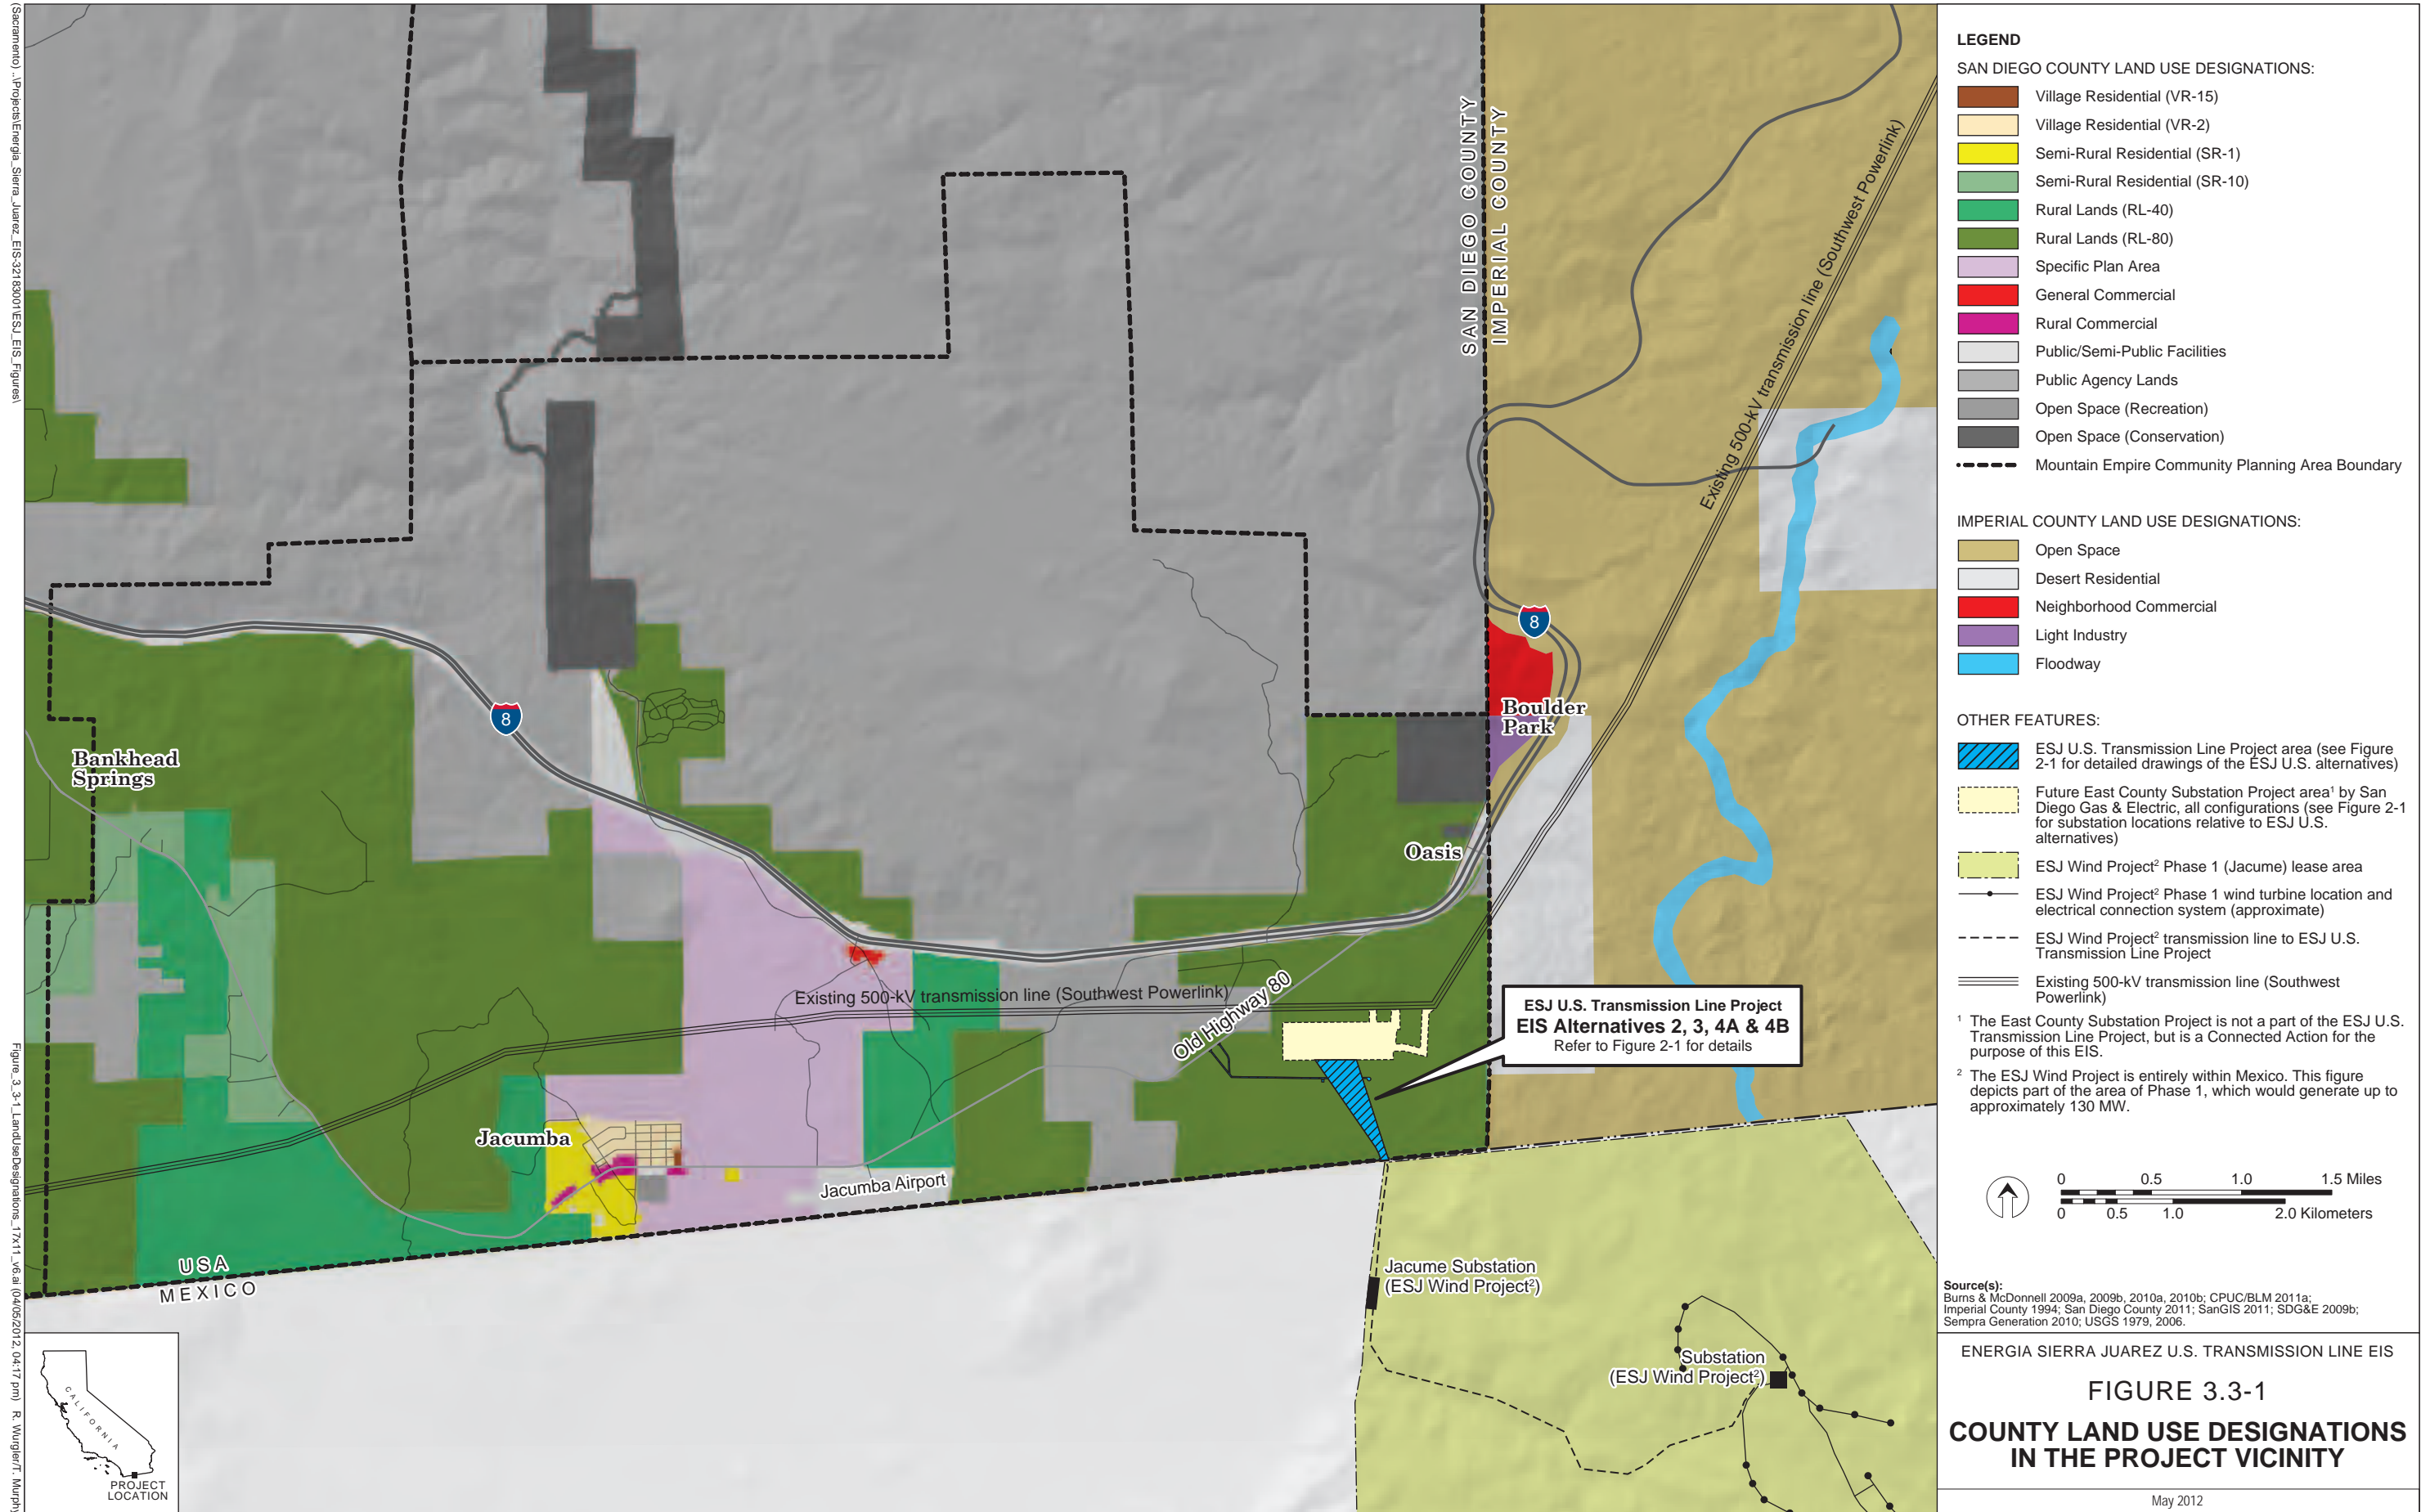 (Sacramento) ..\Projects\Energia_Sierra_Juarez_EIS-32183001\ESJ_EIS_Figures\
Figure_3_3-1_LandUseDesignations_17x11_v6.ai (04/05/2012, 04:17 pm) R. Wurgler/T. Murphy
SAN DIEGO COUNTY
IMPERIAL COUNTY
Existing 500-kV transmission line (Southwest Powerlink)
8
8
Boulder
Park
Bankhead
Springs
Oasis
Existing 500-kV transmission line (Southwest Powerlink)
Old Highway 80
ESJ U.S. Transmission Line Project
EIS Alternatives 2, 3, 4A & 4B
Refer to Figure 2-1 for details
Jacumba
Jacumba Airport
USA
MEXICO
Jacume Substation
(ESJ Wind Project²)
Substation
(ESJ Wind Project²)
CALIFORNIA
PROJECT
LOCATION
LEGEND
SAN DIEGO COUNTY LAND USE DESIGNATIONS:
Village Residential (VR-15)
Village Residential (VR-2)
Semi-Rural Residential (SR-1)
Semi-Rural Residential (SR-10)
Rural Lands (RL-40)
Rural Lands (RL-80)
Specific Plan Area
General Commercial
Rural Commercial
Public/Semi-Public Facilities
Public Agency Lands
Open Space (Recreation)
Open Space (Conservation)
Mountain Empire Community Planning Area Boundary
IMPERIAL COUNTY LAND USE DESIGNATIONS:
Open Space
Desert Residential
Neighborhood Commercial
Light Industry
Floodway
OTHER FEATURES:
ESJ U.S. Transmission Line Project area (see Figure
2-1 for detailed drawings of the ESJ U.S. alternatives)
Future East County Substation Project area¹ by San
Diego Gas & Electric, all configurations (see Figure 2-1
for substation locations relative to ESJ U.S.
alternatives)
ESJ Wind Project² Phase 1 (Jacume) lease area
ESJ Wind Project² Phase 1 wind turbine location and
electrical connection system (approximate)
ESJ Wind Project² transmission line to ESJ U.S.
Transmission Line Project
Existing 500-kV transmission line (Southwest
Powerlink)
¹ The East County Substation Project is not a part of the ESJ U.S.
Transmission Line Project, but is a Connected Action for the
purpose of this EIS.
² The ESJ Wind Project is entirely within Mexico. This figure
depicts part of the area of Phase 1, which would generate up to
approximately 130 MW.
0 0.5 1.0 1.5 Miles
0 0.5 1.0 2.0 Kilometers
Source(s):
Burns & McDonnell 2009a, 2009b, 2010a, 2010b; CPUC/BLM 2011a;
Imperial County 1994; San Diego County 2011; SanGIS 2011; SDG&E 2009b;
Sempra Generation 2010; USGS 1979, 2006.
ENERGIA SIERRA JUAREZ U.S. TRANSMISSION LINE EIS
FIGURE 3.3-1
COUNTY LAND USE DESIGNATIONS
IN THE PROJECT VICINITY
May 2012